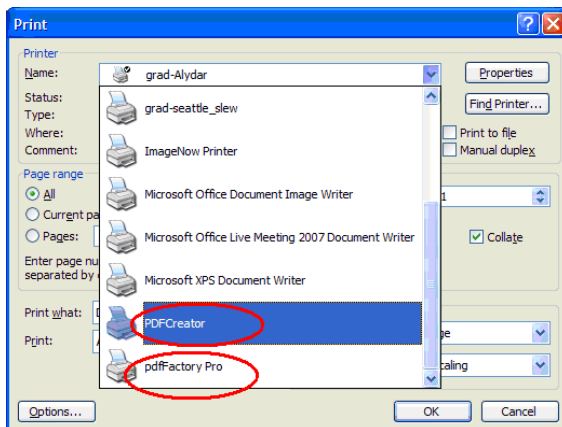 Print
Printer
Name: grad-Alydar Properties
Status: grad-seattle_slew Find Printer...
Type:
Where: ImageNow Printer Print to file
Comment: Manual duplex
Page range
All Microsoft Office Document Image Writer 1
Current pa
Pages: Microsoft Office Live Meeting 2007 Document Writer Collate
Enter page nu
separated by Microsoft XPS Document Writer
Print what: PDFCreator
Print: pdfFactory Pro
ge
caling
Options... OK Cancel